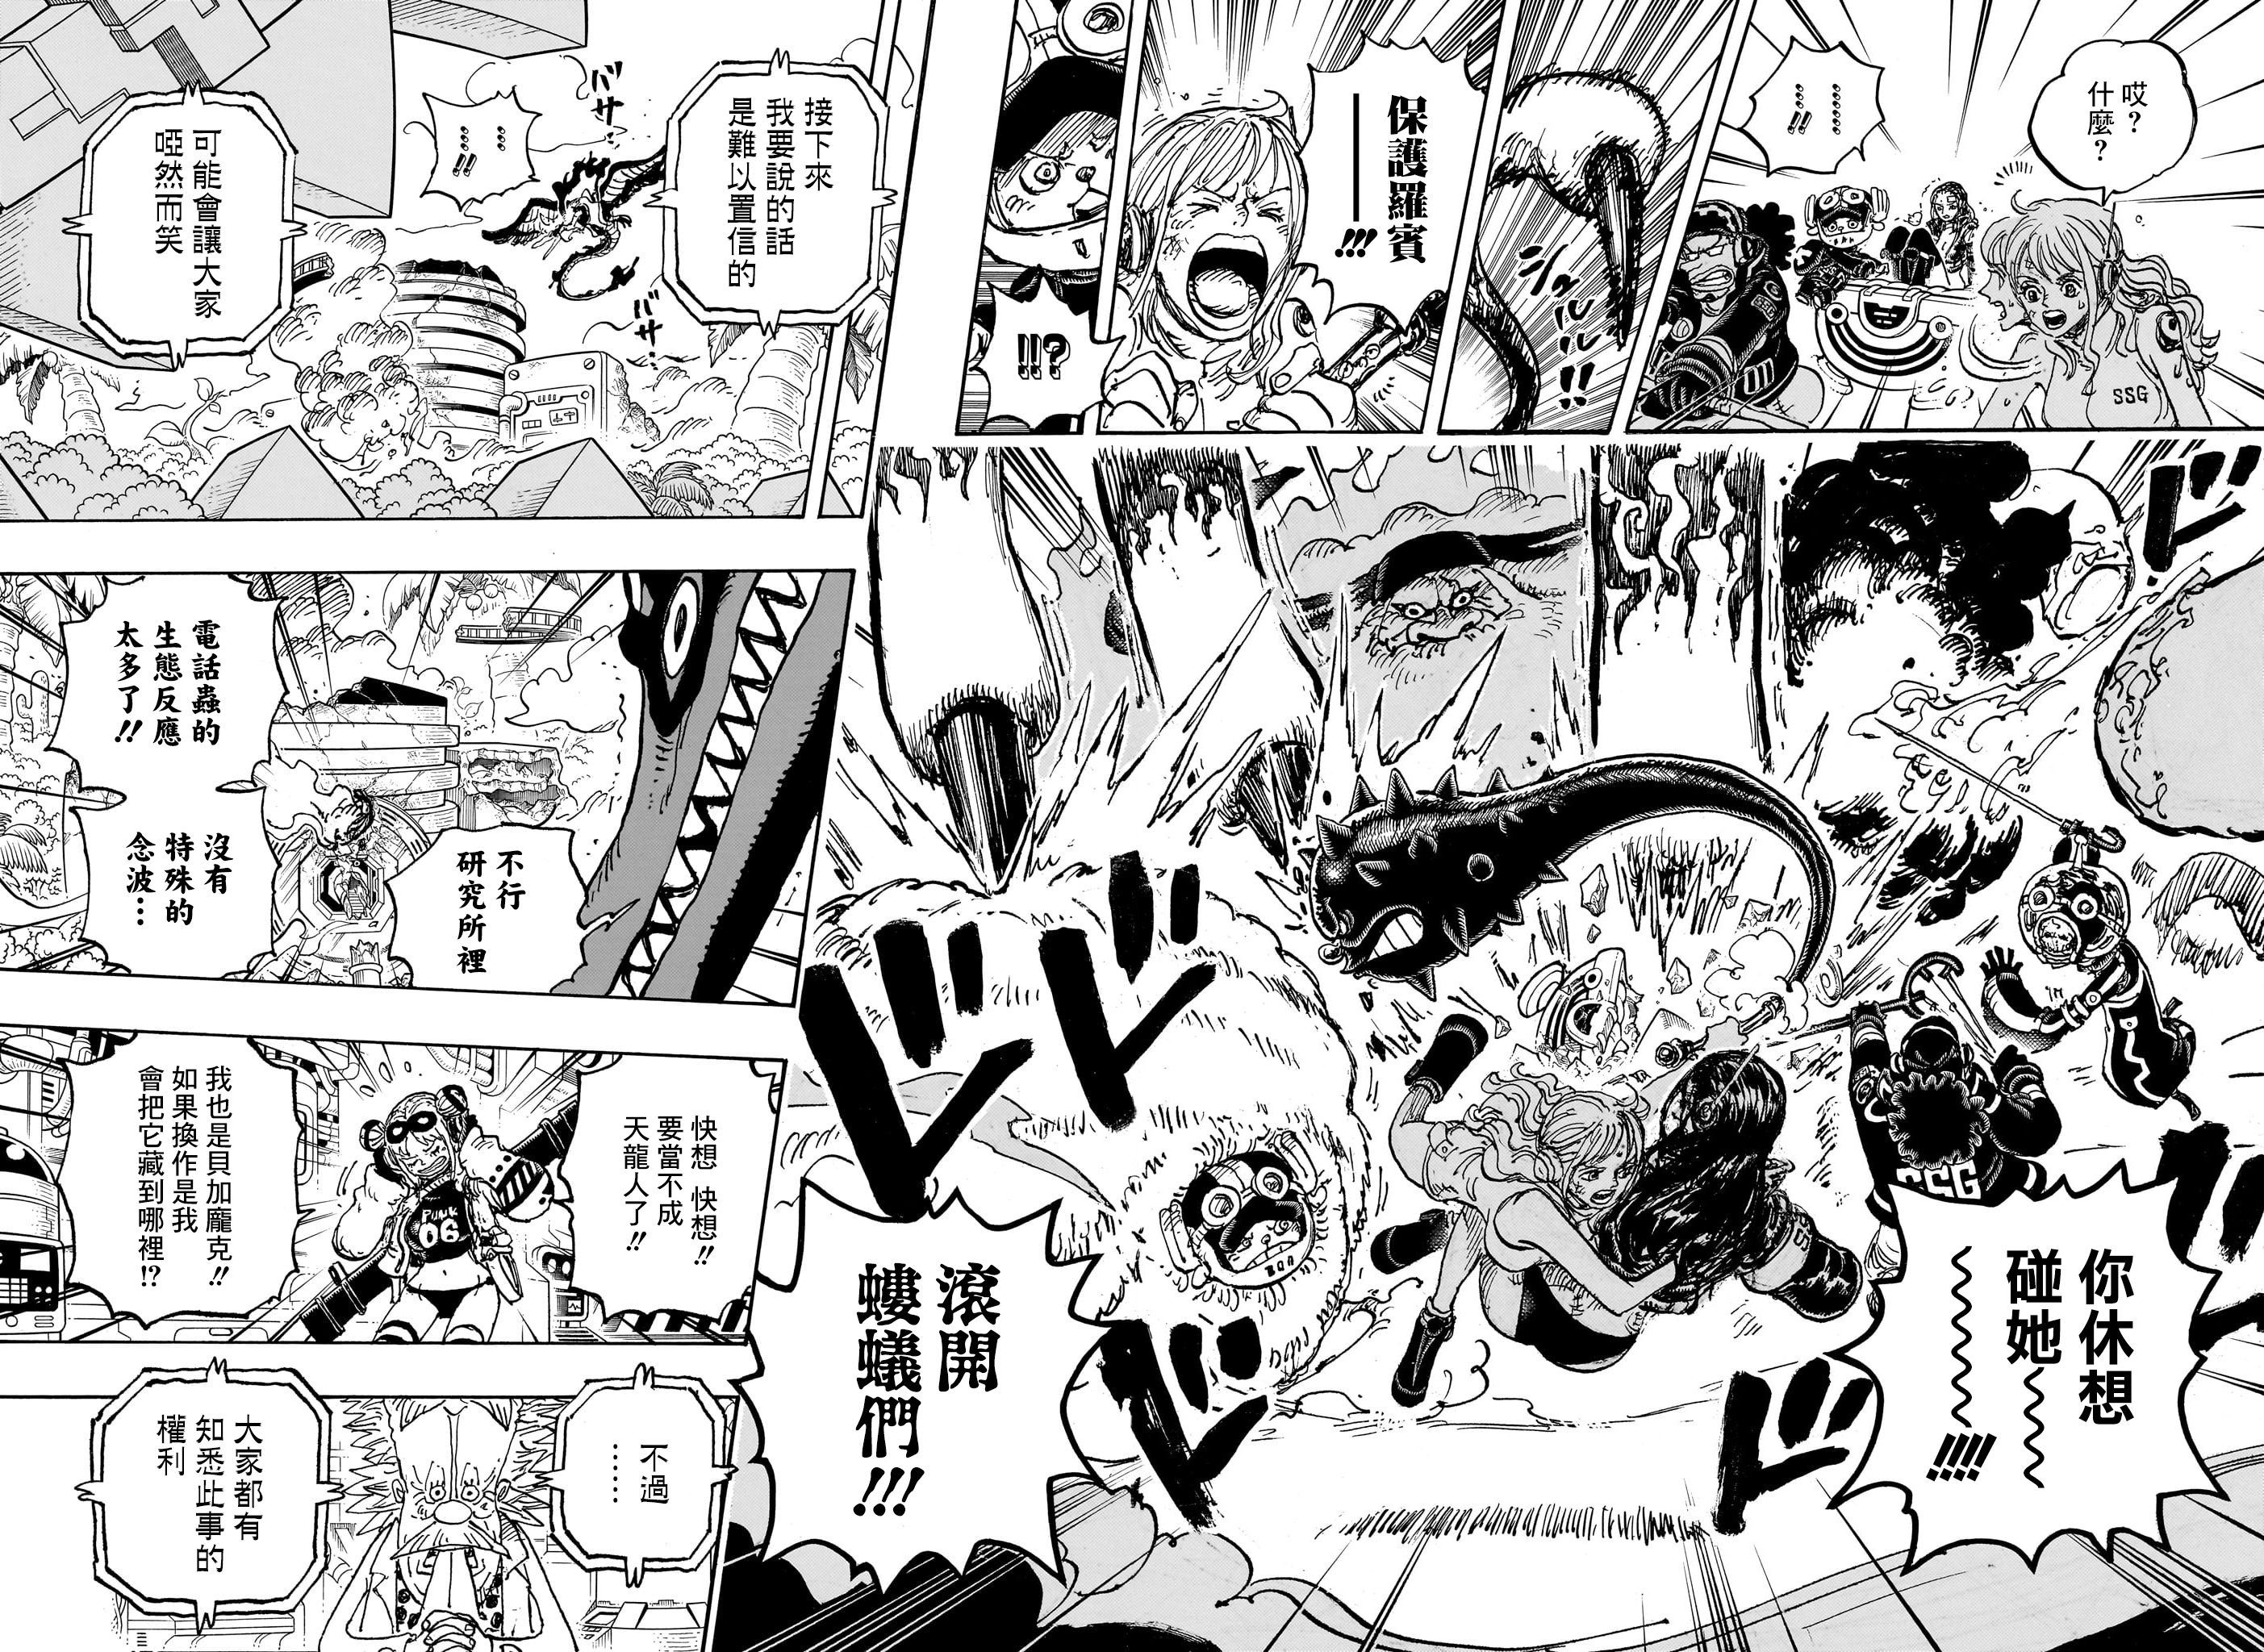 哎？
什麼？
……
……!!
SSG
シュルルル!!
保護羅賓
——!!!
!!?
ドドドドド
SSG
你休想
碰她～
～～!!!!
滾開
螻蟻們!!!
接下來
我要說的話
是難以置信的
バサ…
……
……!!
バサ…
可能會讓大家
啞然而笑
不行
研究所裡
電話蟲的
生態反應
太多了!!
沒有
特殊的
念波…
快想 快想!!
要當不成
天龍人了!!
PUNK
06
我也是貝加龐克!!
如果換作是我
會把它藏到哪裡!?
不過
……
大家都有
知悉此事的
權利